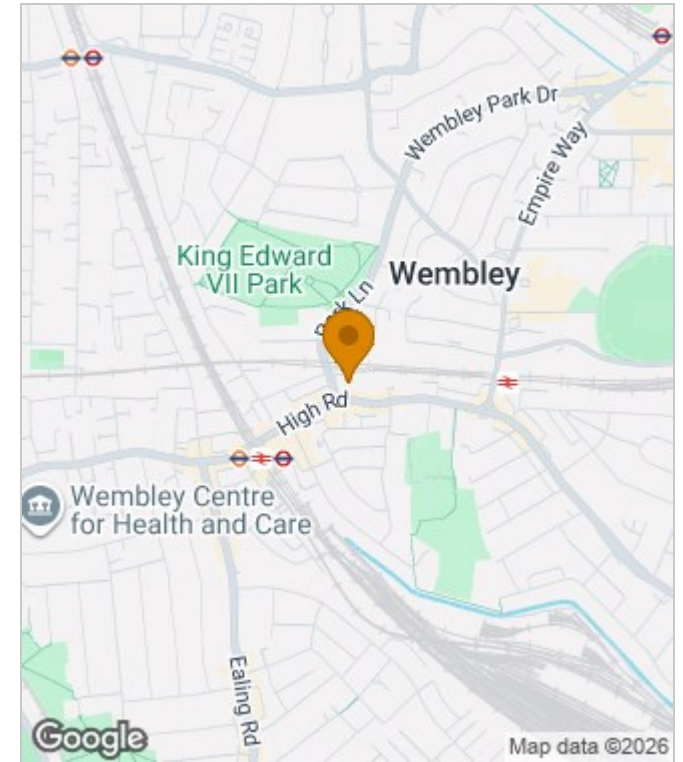 Wembley Park Dr
Empire Way
King Edward
VII Park
Wembley
Park Ln
High Rd
Wembley Centre
for Health and Care
Ealing Rd
Google
Map data ©2026